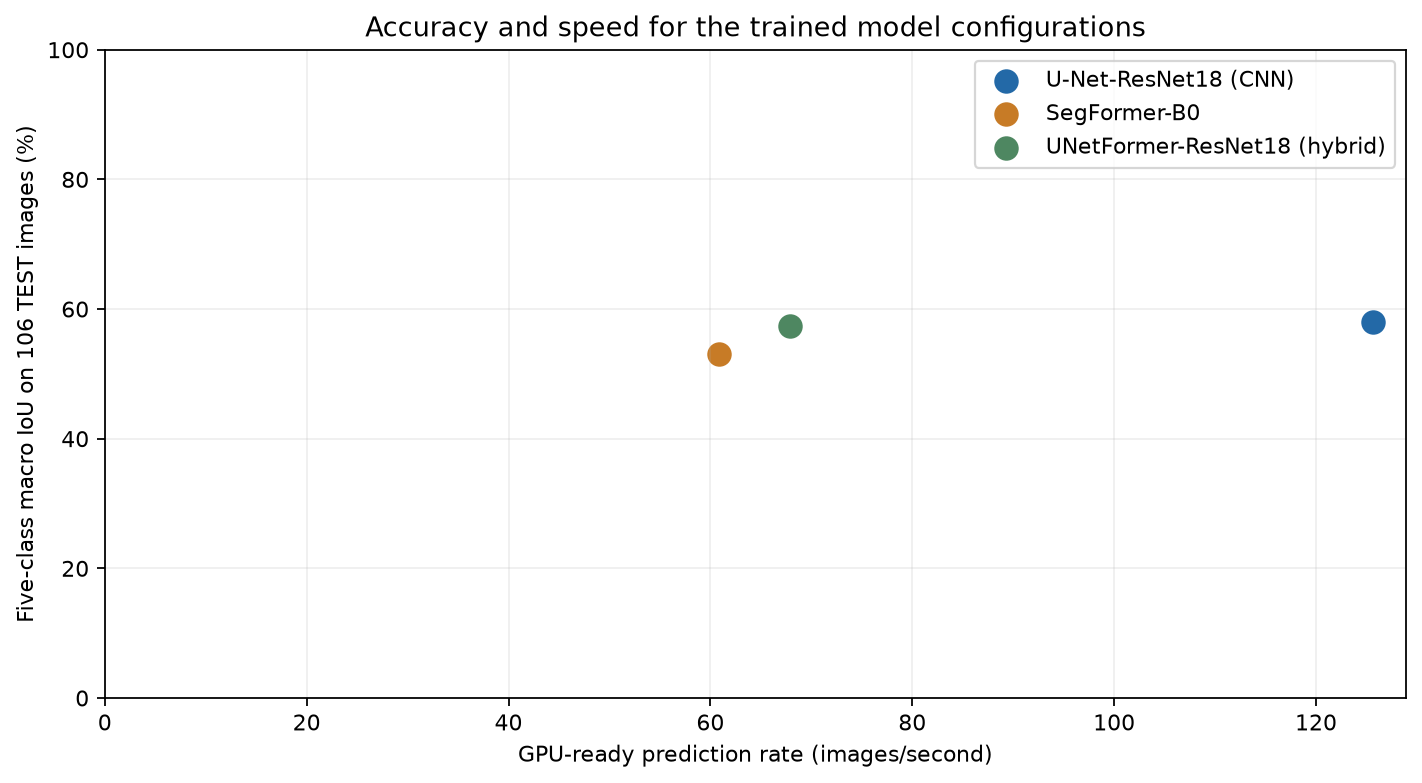 Accuracy and speed for the trained model configurations
Five-class macro IoU on 106 TEST images (%)
100
80
60
40
20
0
U-Net-ResNet18 (CNN)
SegFormer-B0
UNetFormer-ResNet18 (hybrid)
0 20 40 60 80 100 120
GPU-ready prediction rate (images/second)